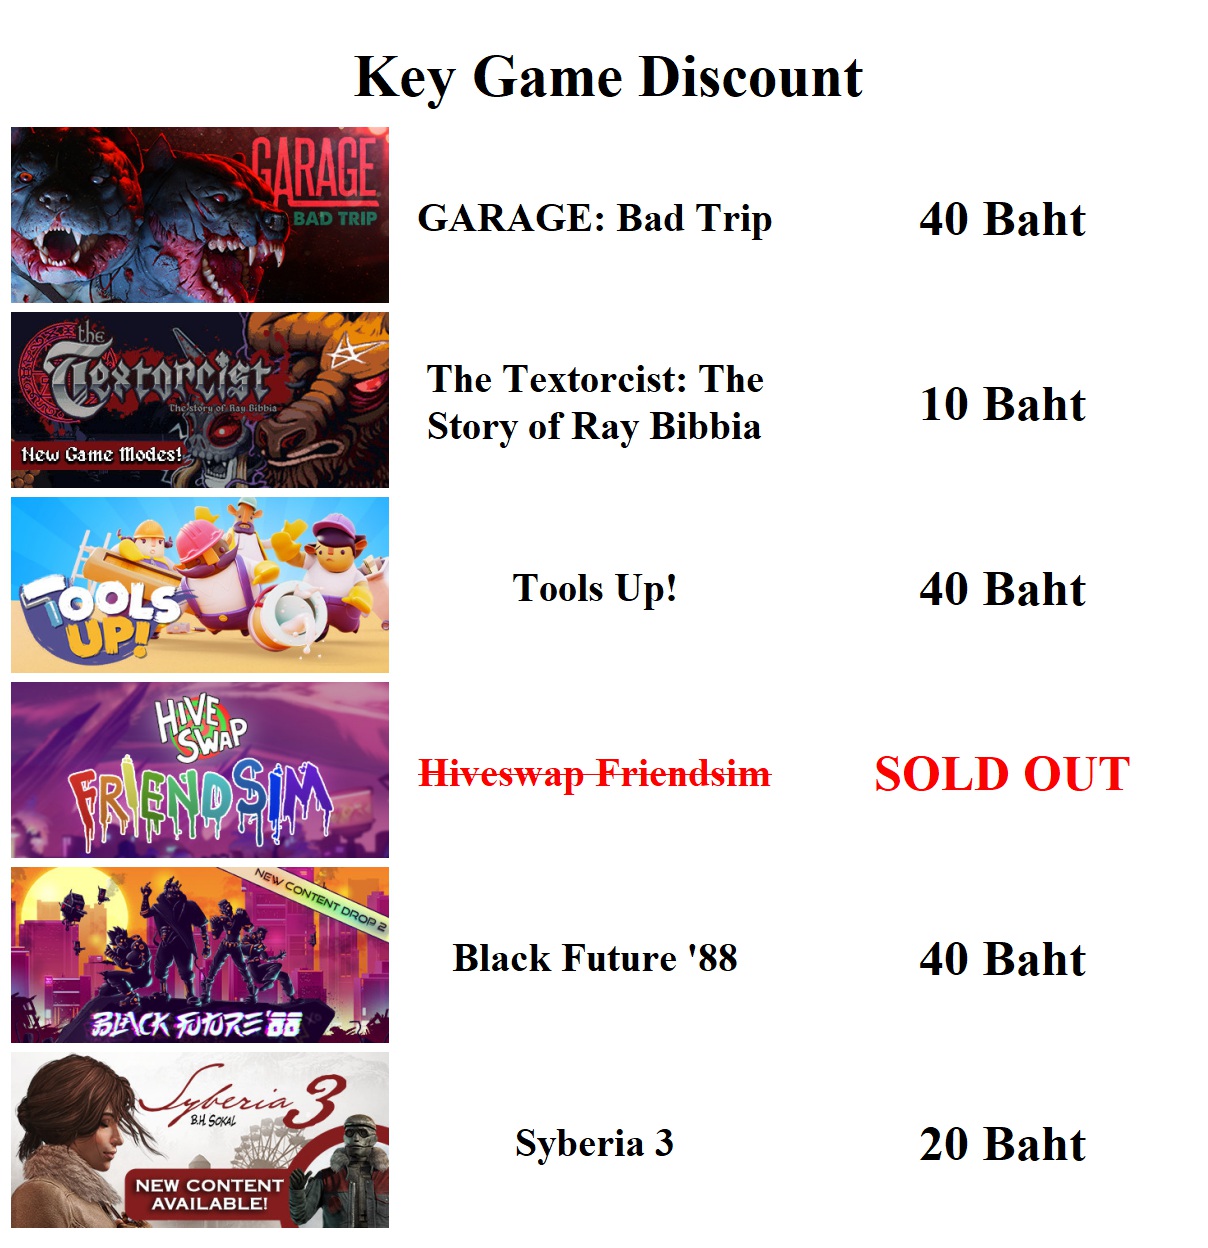 Key Game Discount
GARAGE
BAD TRIP
GARAGE: Bad Trip
40 Baht
the
Textorcist
The story of Ray Bibbia
New Game Modes!
The Textorcist: The
Story of Ray Bibbia
10 Baht
TOOLS
UP!
Tools Up!
40 Baht
HIVE
SWAP
FRIENDSIM
Hiveswap Friendsim
SOLD OUT
NEW CONTENT DROP 2
BLACK FUTURE '88
Black Future '88
40 Baht
Syberia 3
B.H. SOKAL
NEW CONTENT
AVAILABLE!
Syberia 3
20 Baht